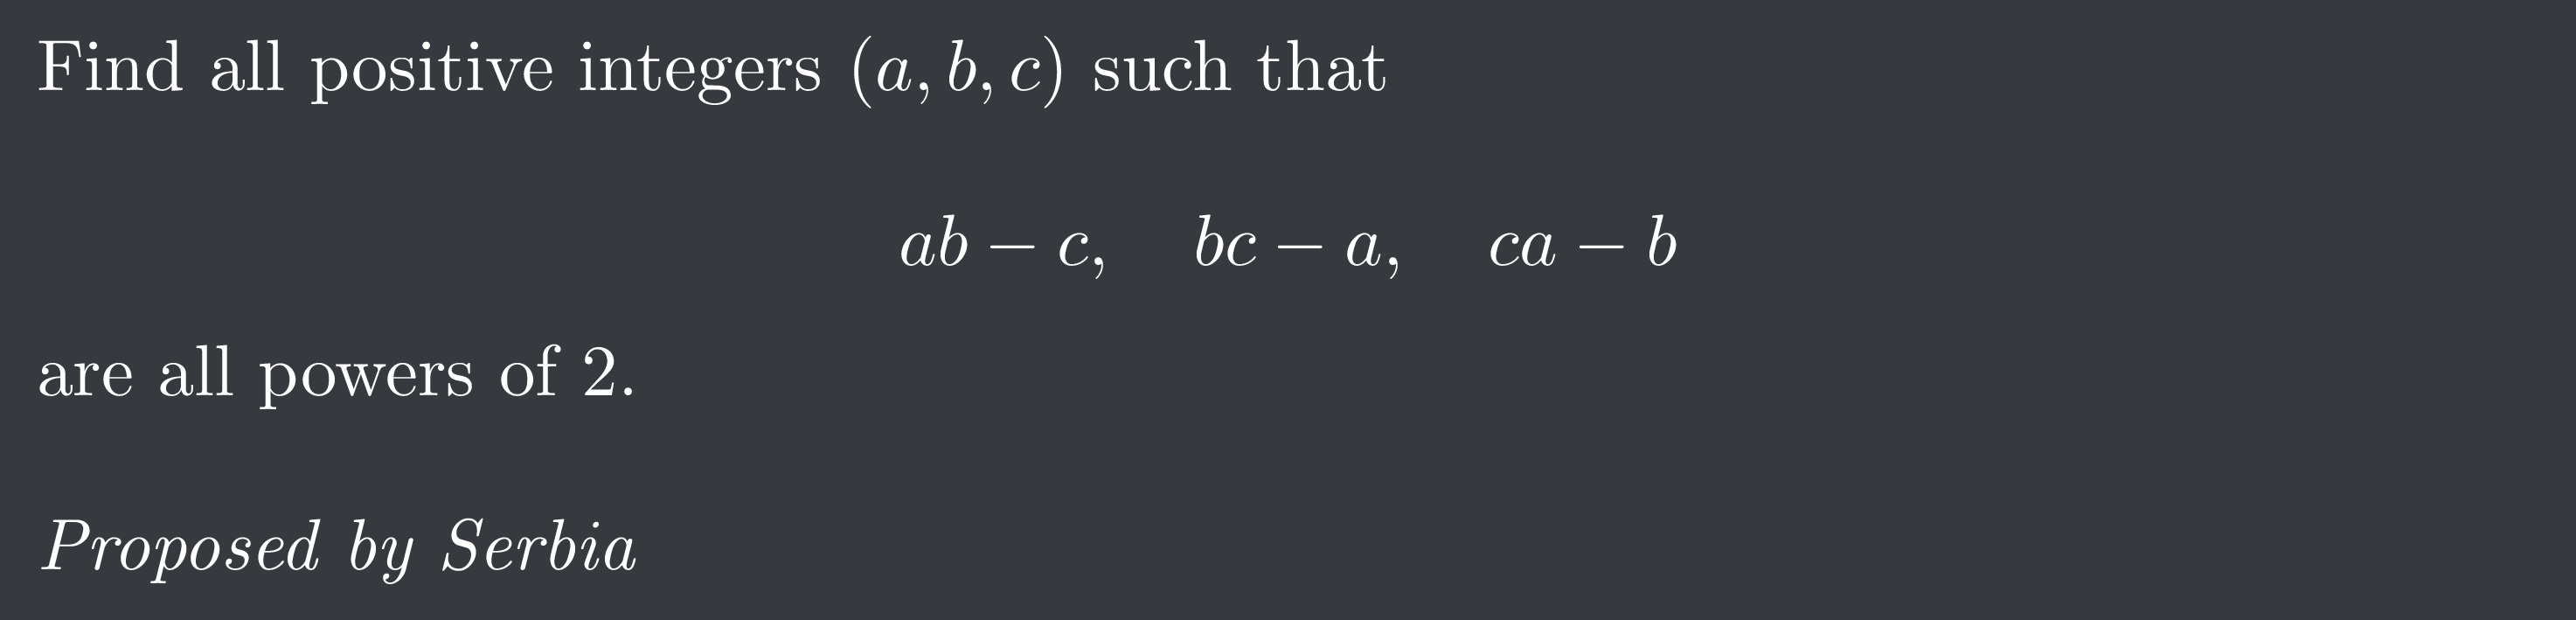 Find all positive integers (a, b, c) such that
ab − c, bc − a, ca − b
are all powers of 2.
Proposed by Serbia